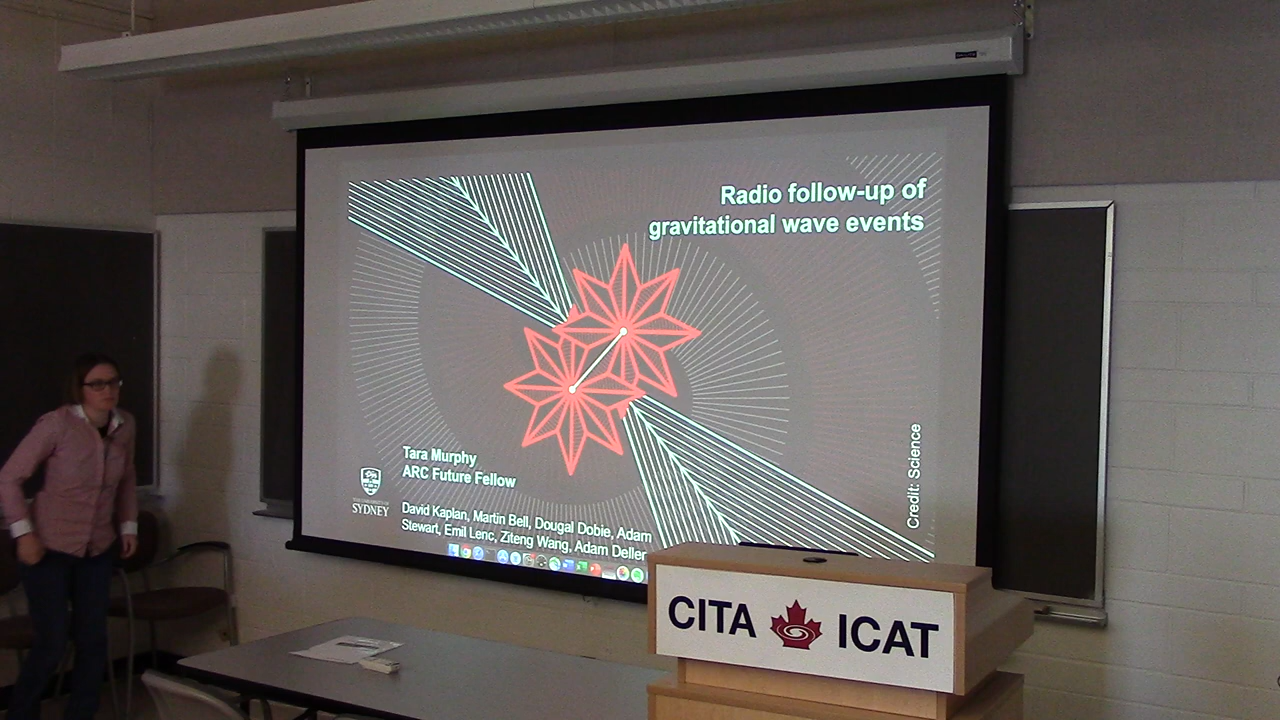 Radio follow-up of
gravitational wave events
Credit: Science
Tara Murphy
ARC Future Fellow
SYDNEY
David Kaplan, Martin Bell, Dougal Dobie, Adam
Stewart, Emil Lenc, Ziteng Wang, Adam Deller
CITA ICAT